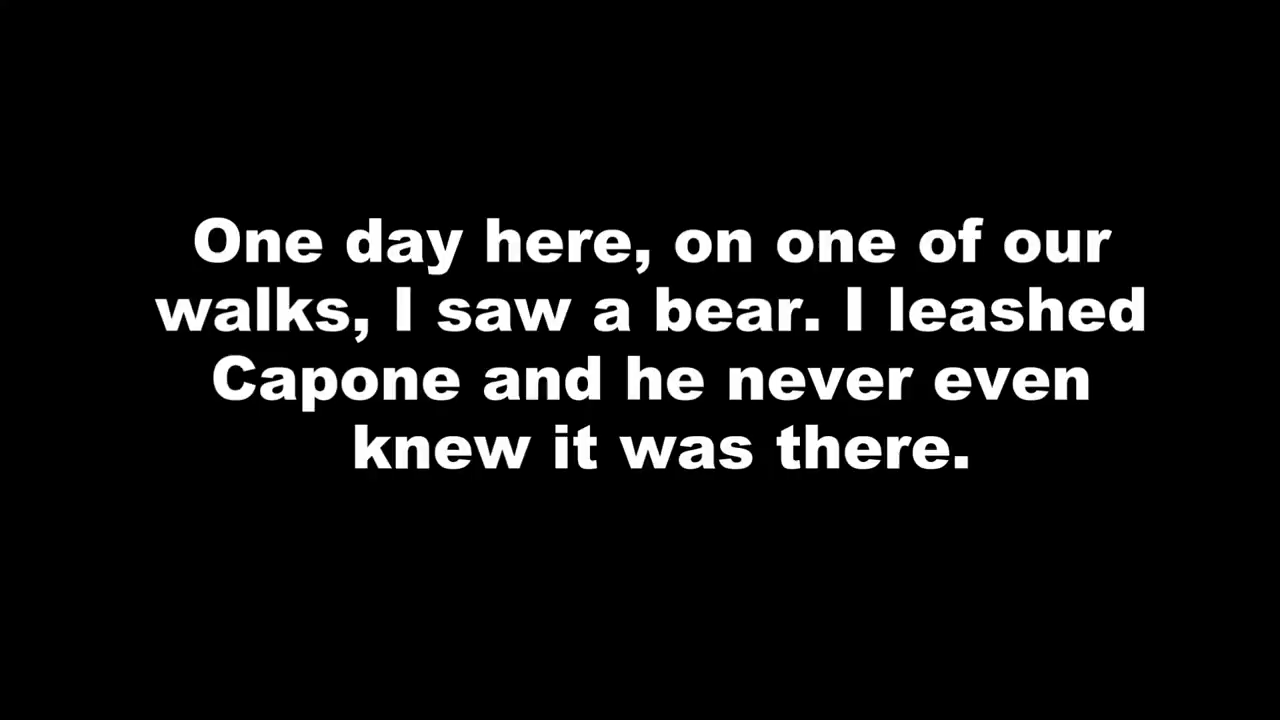 One day here, on one of our
walks, I saw a bear. I leashed
Capone and he never even
knew it was there.